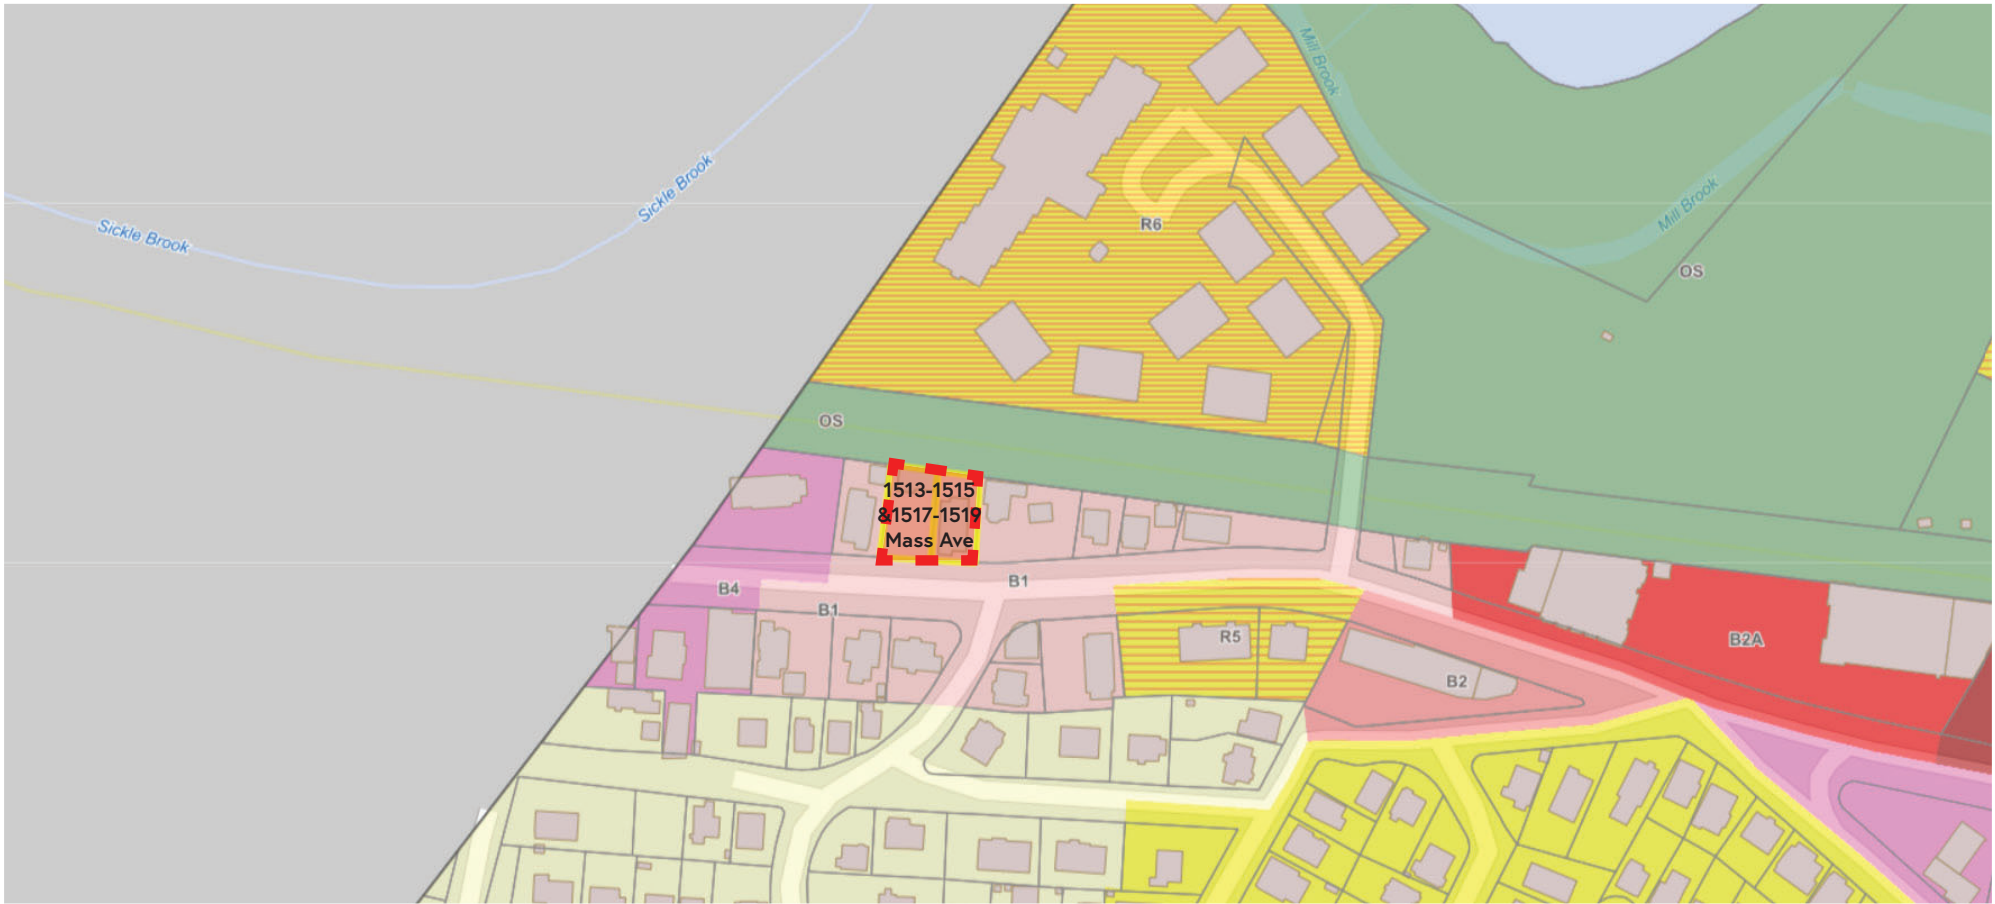 Mill Brook
Sickle Brook
Sickle Brook
Mill Brook
R6
OS
OS
1513-1515
&1517-1519
Mass Ave
B4
B1
B1
R5
B2A
B2